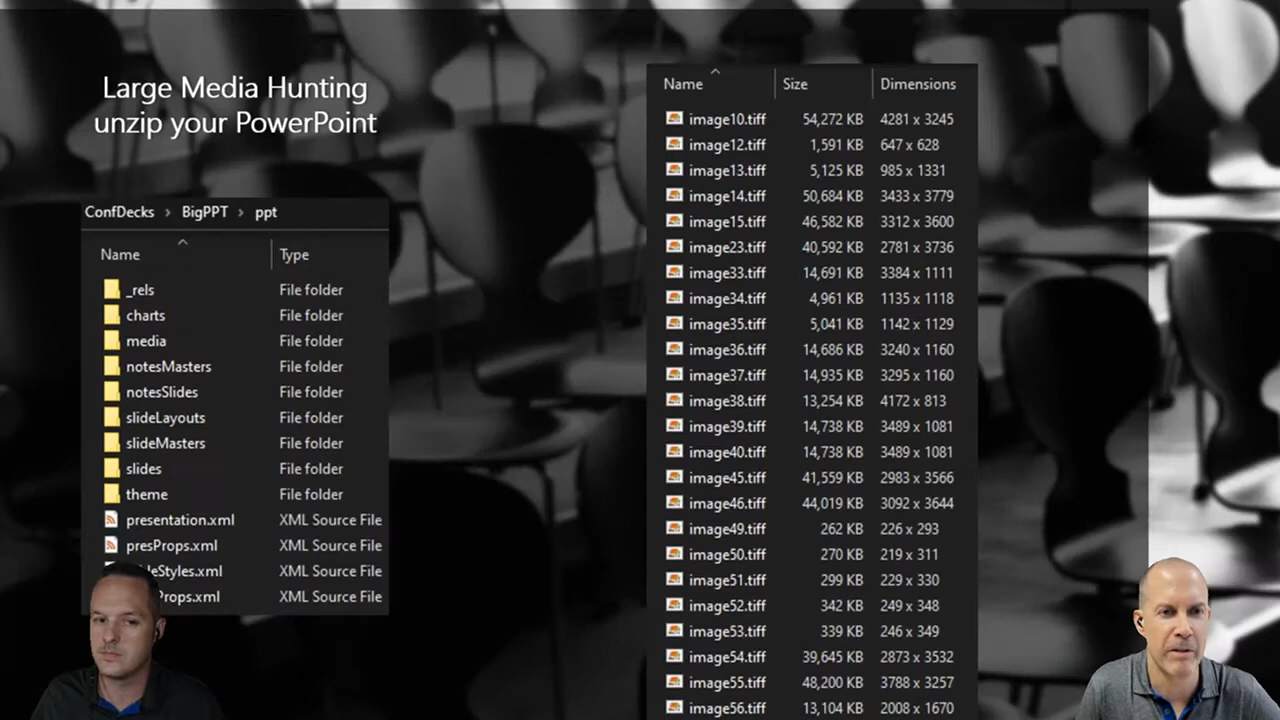 Large Media Hunting
unzip your PowerPoint
ConfDecks > BigPPT > ppt
Name Type
_rels File folder
charts File folder
media File folder
notesMasters File folder
notesSlides File folder
slideLayouts File folder
slideMasters File folder
slides File folder
theme File folder
presentation.xml XML Source File
presProps.xml XML Source File
leStyles.xml XML Source File
Props.xml XML Source File
Name Size Dimensions
image10.tiff 54,272 KB 4281 x 3245
image12.tiff 1,591 KB 647 x 628
image13.tiff 5,125 KB 985 x 1331
image14.tiff 50,684 KB 3433 x 3779
image15.tiff 46,582 KB 3312 x 3600
image23.tiff 40,592 KB 2781 x 3736
image33.tiff 14,691 KB 3384 x 1111
image34.tiff 4,961 KB 1135 x 1118
image35.tiff 5,041 KB 1142 x 1129
image36.tiff 14,686 KB 3240 x 1160
image37.tiff 14,935 KB 3295 x 1160
image38.tiff 13,254 KB 4172 x 813
image39.tiff 14,738 KB 3489 x 1081
image40.tiff 14,738 KB 3489 x 1081
image45.tiff 41,559 KB 2983 x 3566
image46.tiff 44,019 KB 3092 x 3644
image49.tiff 262 KB 226 x 293
image50.tiff 270 KB 219 x 311
image51.tiff 299 KB 229 x 330
image52.tiff 342 KB 249 x 348
image53.tiff 339 KB 246 x 349
image54.tiff 39,645 KB 2873 x 3532
image55.tiff 48,200 KB 3788 x 3257
image56.tiff 13,104 KB 2008 x 1670